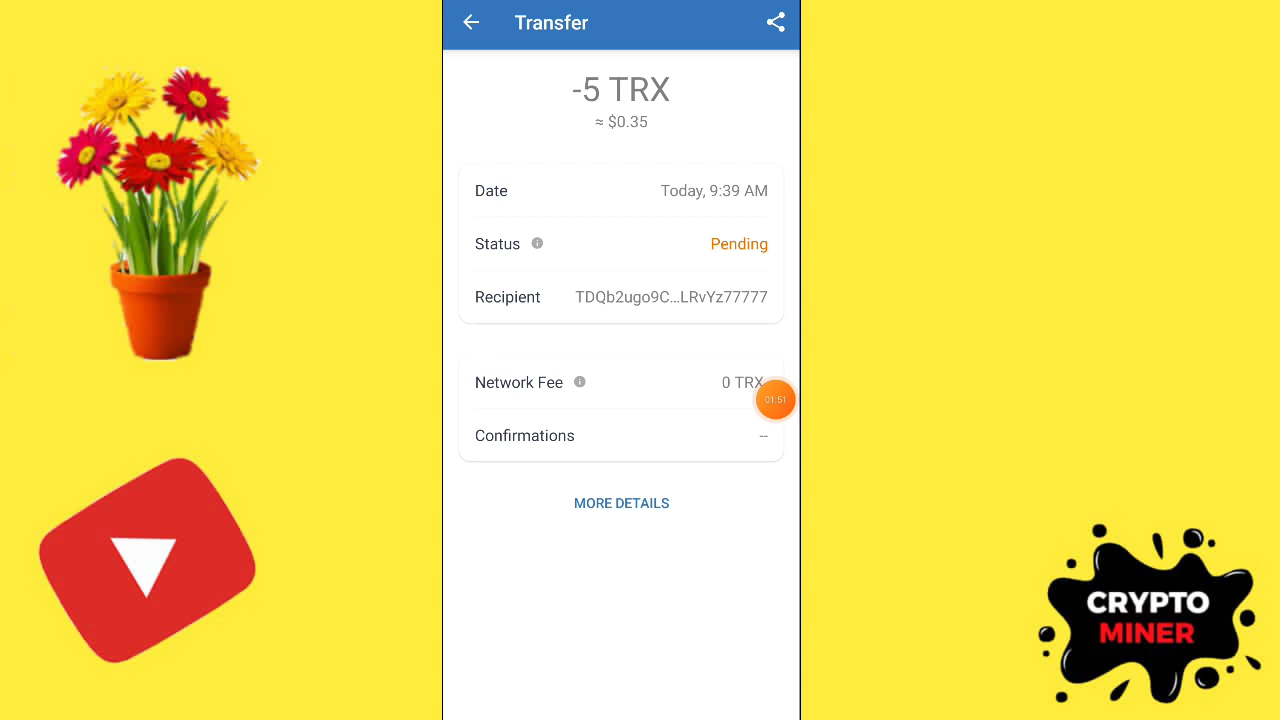 Transfer
-5 TRX
≈ $0.35
Date Today, 9:39 AM
Status Pending
Recipient TDQb2ugo9C...LRvYz77777
Network Fee 0 TRX
01:51
Confirmations --
MORE DETAILS
CRYPTO
MINER